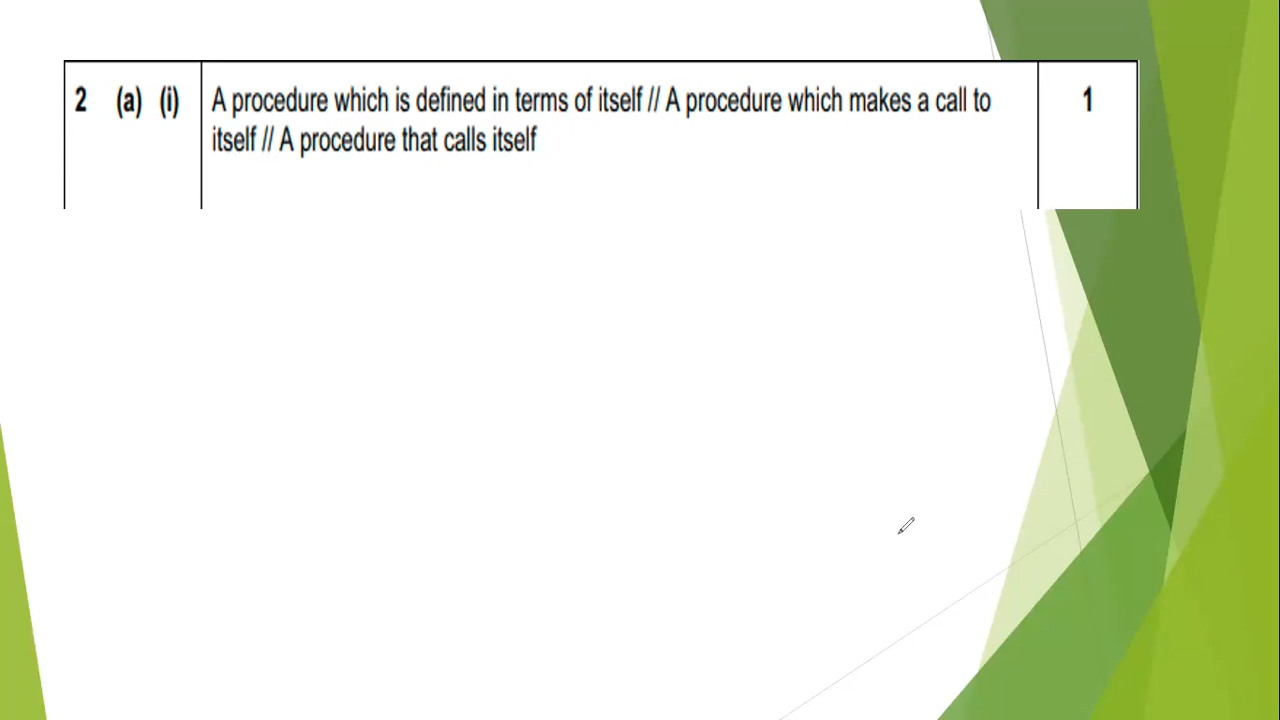 2 (a) (i) A procedure which is defined in terms of itself // A procedure which makes a call to 1
itself // A procedure that calls itself